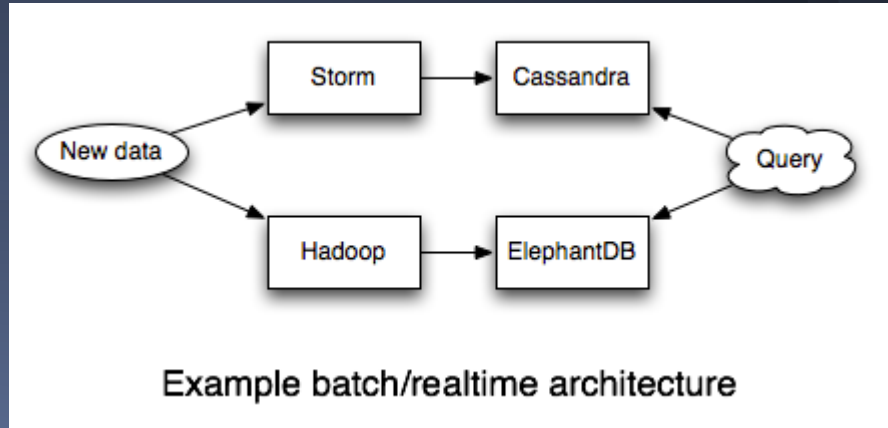 Storm
Cassandra
New data
Query
Hadoop
ElephantDB
Example batch/realtime architecture